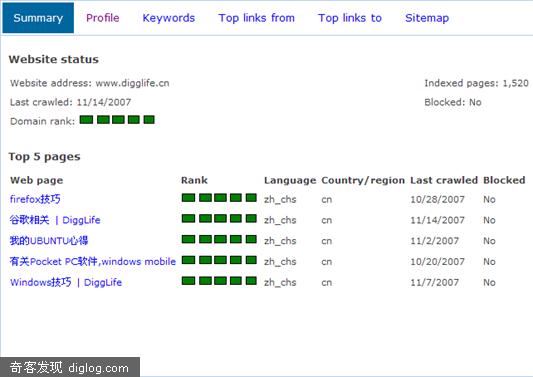 Summary Profile Keywords Top links from Top links to Sitemap
Website status
Website address: www.digglife.cn Indexed pages: 1,520
Last crawled: 11/14/2007 Blocked: No
Domain rank:
Top 5 pages
Web page Rank Language Country/region Last crawled Blocked
firefox技巧 zh_chs cn 10/28/2007 No
谷歌相关 | DiggLife zh_chs cn 11/14/2007 No
我的UBUNTU心得 zh_chs cn 11/2/2007 No
有关Pocket PC软件,windows mobile zh_chs cn 10/20/2007 No
Windows技巧 | DiggLife zh_chs cn 11/7/2007 No
奇客发现 diglog.com